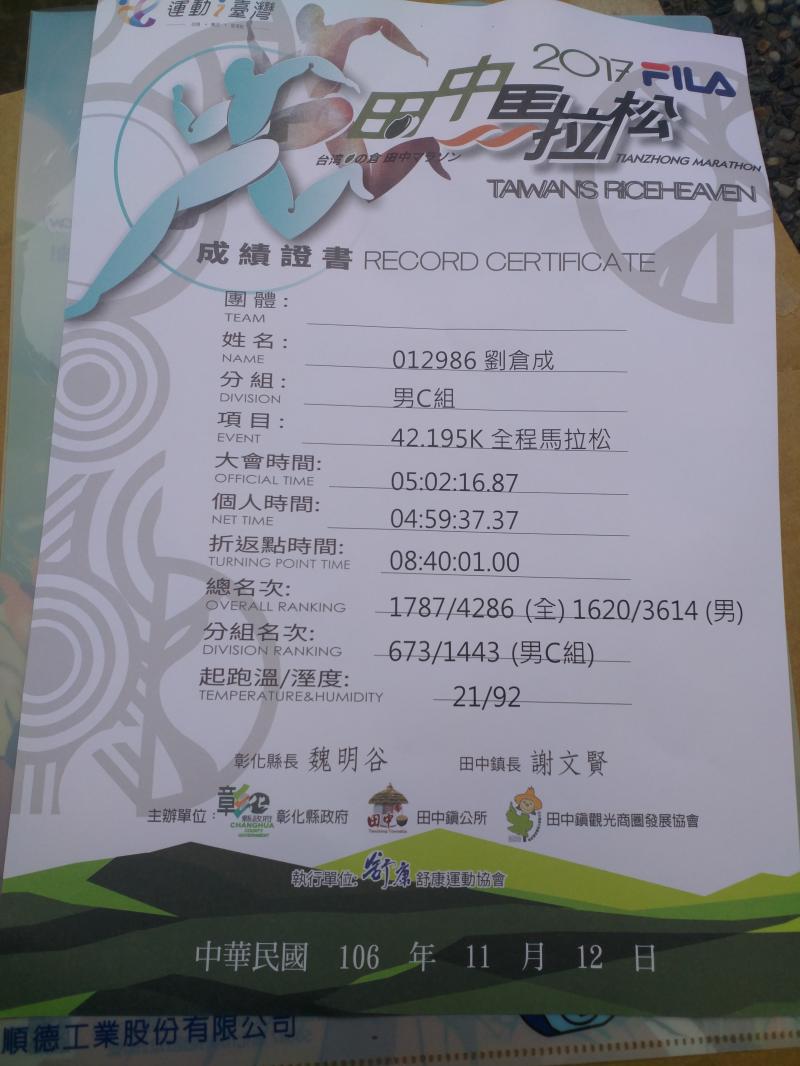 運動i臺灣
2017 FILA
田中馬拉松
台湾米の倉 田中マラソン
TIANZHONG MARATHON
TAIWAN'S RICEHEAVEN
成績證書 RECORD CERTIFICATE
團體:
TEAM
姓名: 012986 劉倉成
NAME
分組: 男C組
DIVISION
項目: 42.195K 全程馬拉松
EVENT
大會時間: 05:02:16.87
OFFICIAL TIME
個人時間: 04:59:37.37
NET TIME
折返點時間: 08:40:01.00
TURNING POINT TIME
總名次: 1787/4286 (全) 1620/3614 (男)
OVERALL RANKING
分組名次: 673/1443 (男C組)
DIVISION RANKING
起跑溫/溼度: 21/92
TEMPERATURE&HUMIDITY
彰化縣長 魏明谷 田中鎮長 謝文賢
主辦單位: 彰化縣政府 田中鎮公所 田中鎮觀光商圈發展協會
縣政府
CHANGHUA
COUNTY
GOVERNMENT
田中
執行單位: 舒康 舒康運動協會
中華民國 106 年 11 月 12 日
順德工業股份有限公司